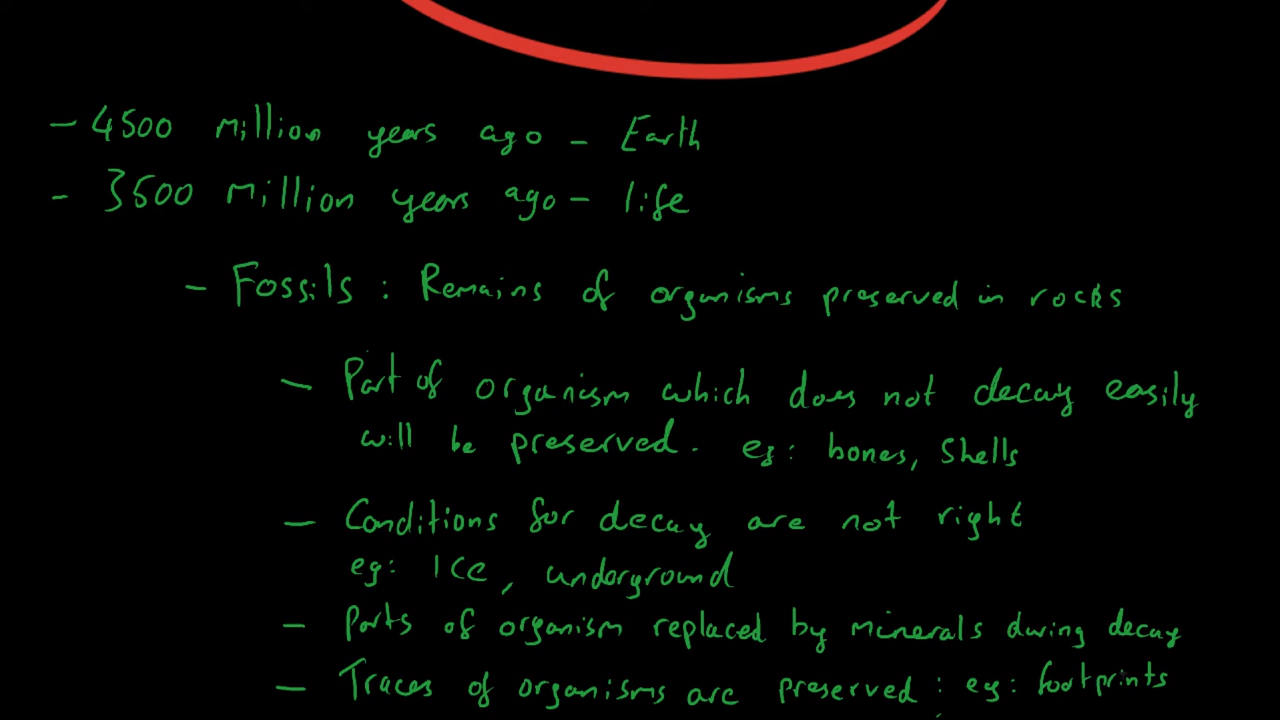 - 4500 million years ago - Earth
- 3500 Million years ago - life
- Fossils : Remains of organisms preserved in rocks
- Part of organism which does not decay easily
will be preserved. eg: bones, Shells
- Conditions for decay are not right
eg: Ice, underground
- Parts of organism replaced by minerals during decay
- Traces of organisms are preserved : eg: footprints